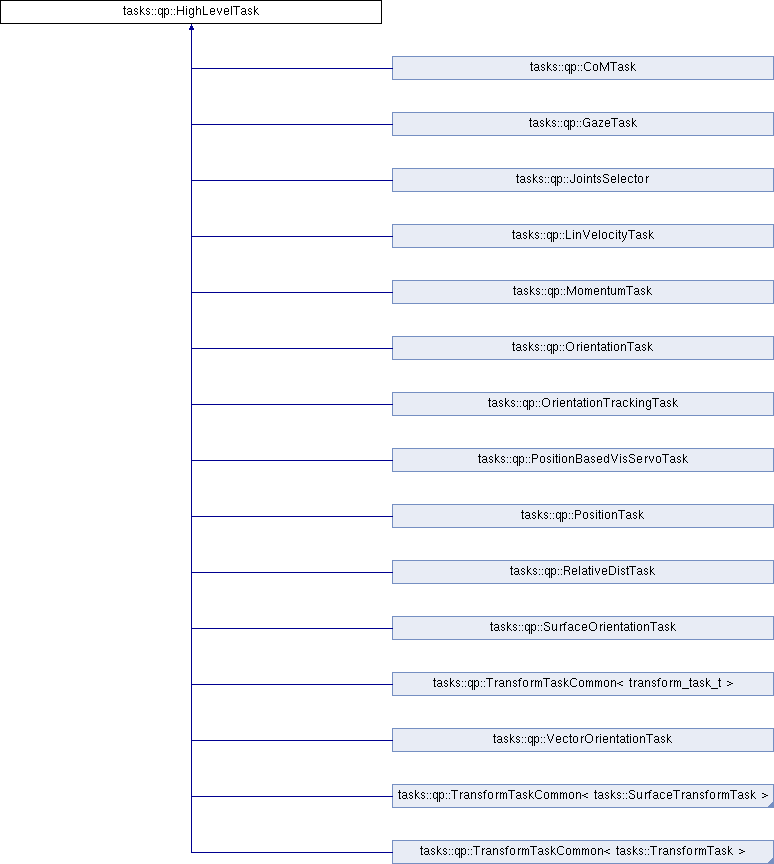 tasks::qp::HighLevelTask
tasks::qp::CoMTask
tasks::qp::GazeTask
tasks::qp::JointsSelector
tasks::qp::LinVelocityTask
tasks::qp::MomentumTask
tasks::qp::OrientationTask
tasks::qp::OrientationTrackingTask
tasks::qp::PositionBasedVisServoTask
tasks::qp::PositionTask
tasks::qp::RelativeDistTask
tasks::qp::SurfaceOrientationTask
tasks::qp::TransformTaskCommon< transform_task_t >
tasks::qp::VectorOrientationTask
tasks::qp::TransformTaskCommon< tasks::SurfaceTransformTask >
tasks::qp::TransformTaskCommon< tasks::TransformTask >